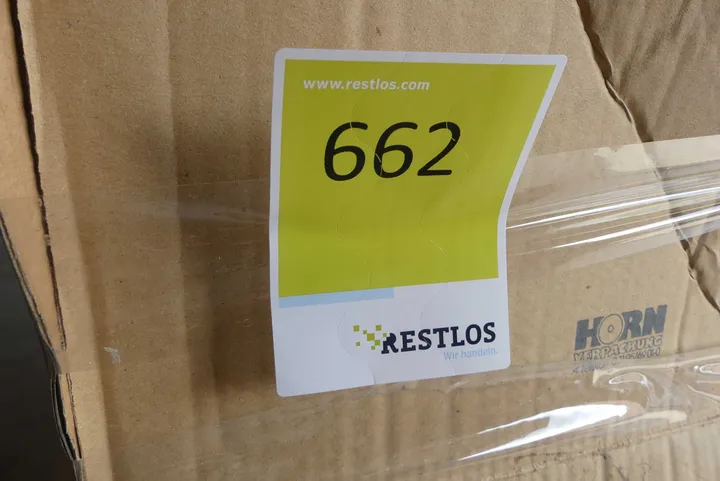 www.restlos.com
662
RESTLOS
Wir handeln.
HORN
VERPACKUNG